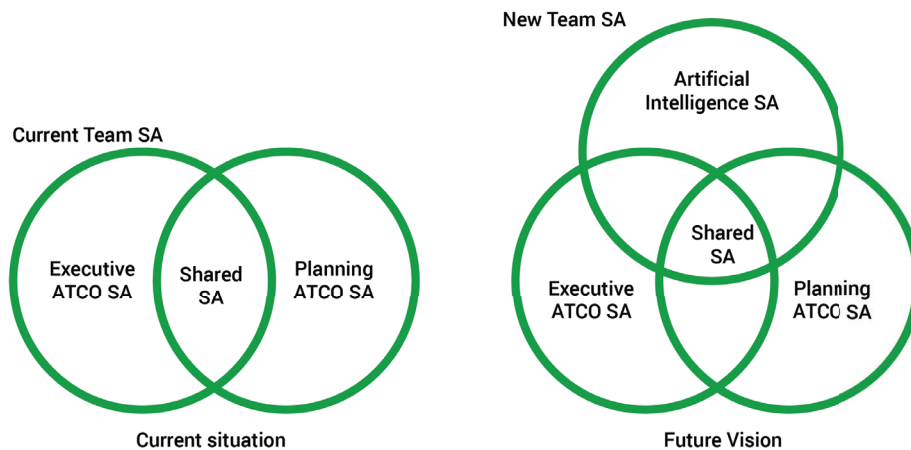 Current Team SA
Executive
ATCO SA
Shared
SA
Planning
ATCO SA
Current situation
New Team SA
Artificial
Intelligence SA
Shared
SA
Executive
ATCO SA
Planning
ATCO SA
Future Vision